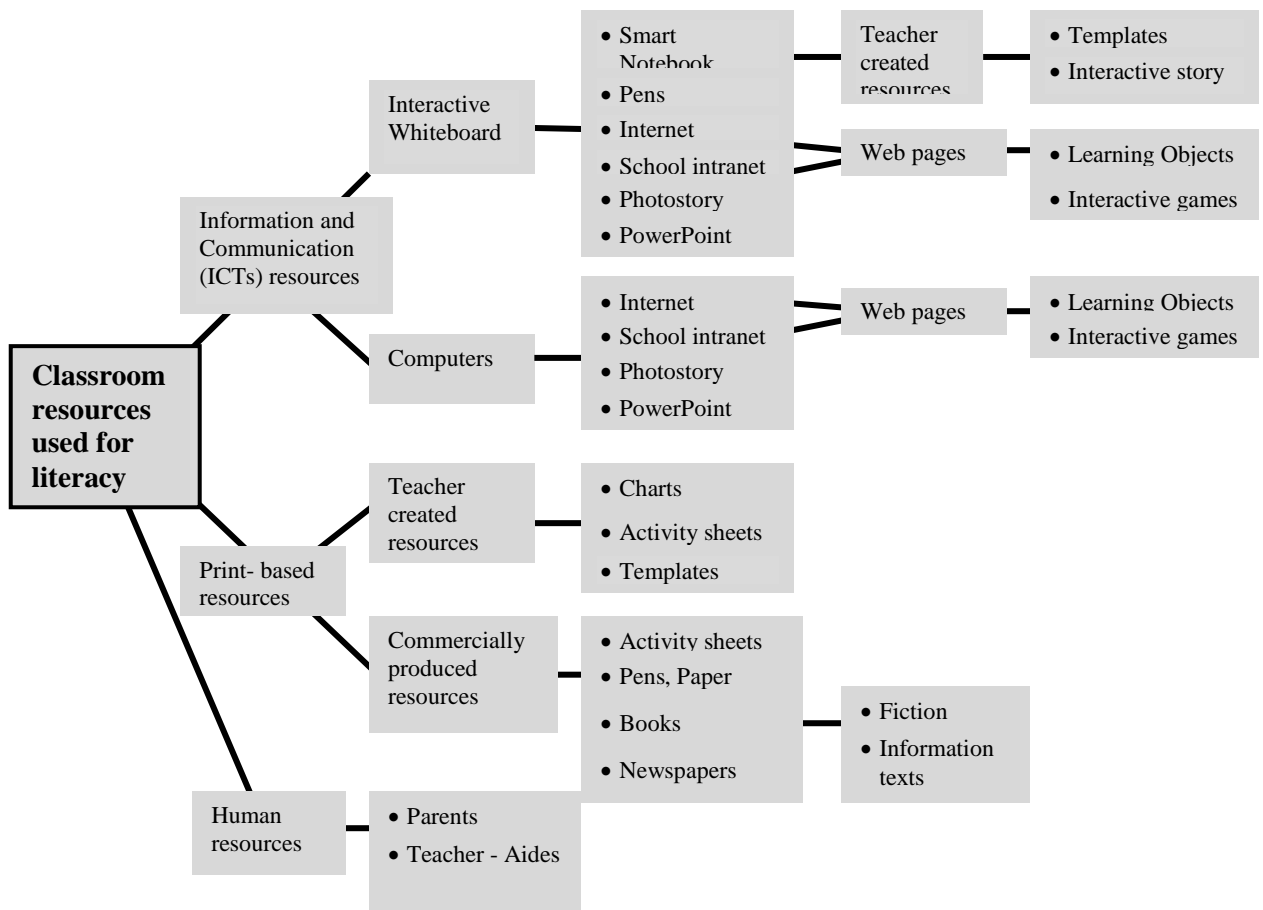 Classroom
resources
used for
literacy
Information and
Communication
(ICTs) resources
Interactive
Whiteboard
• Smart
Notebook
• Pens
• Internet
• School intranet
• Photostory
• PowerPoint
Teacher
created
resources
• Templates
• Interactive story
Web pages
• Learning Objects
• Interactive games
Computers
• Internet
• School intranet
• Photostory
• PowerPoint
Web pages
• Learning Objects
• Interactive games
Print- based
resources
Teacher
created
resources
• Charts
• Activity sheets
• Templates
Commercially
produced
resources
• Activity sheets
• Pens, Paper
• Books
• Newspapers
• Fiction
• Information
texts
Human
resources
• Parents
• Teacher - Aides